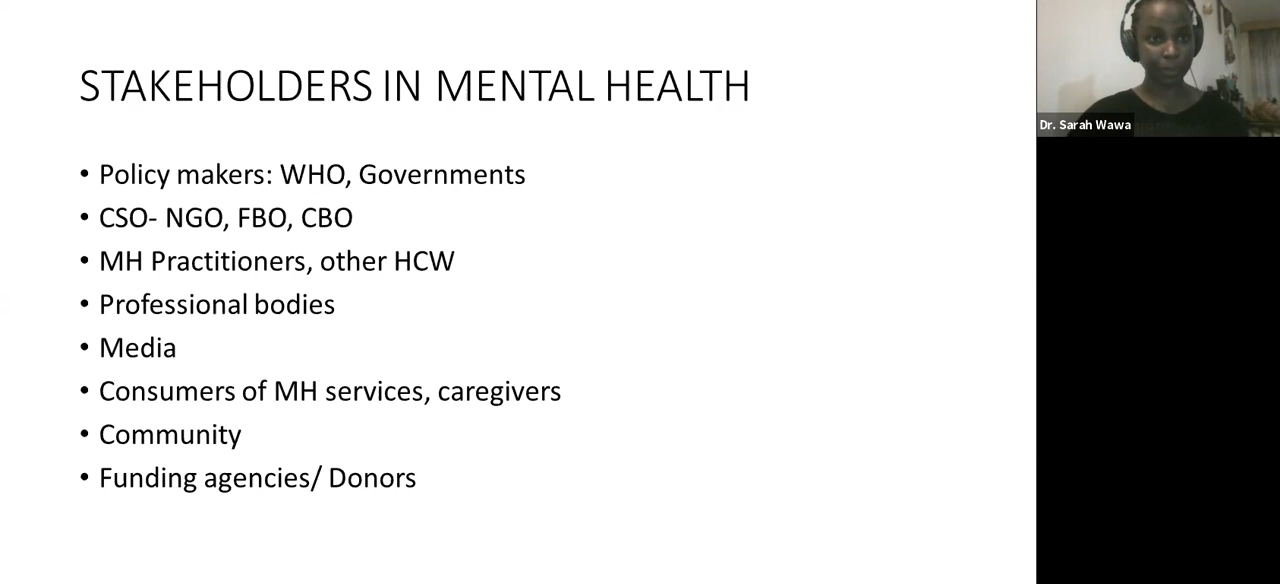 STAKEHOLDERS IN MENTAL HEALTH
• Policy makers: WHO, Governments
• CSO- NGO, FBO, CBO
• MH Practitioners, other HCW
• Professional bodies
• Media
• Consumers of MH services, caregivers
• Community
• Funding agencies/ Donors
Dr. Sarah Wawa